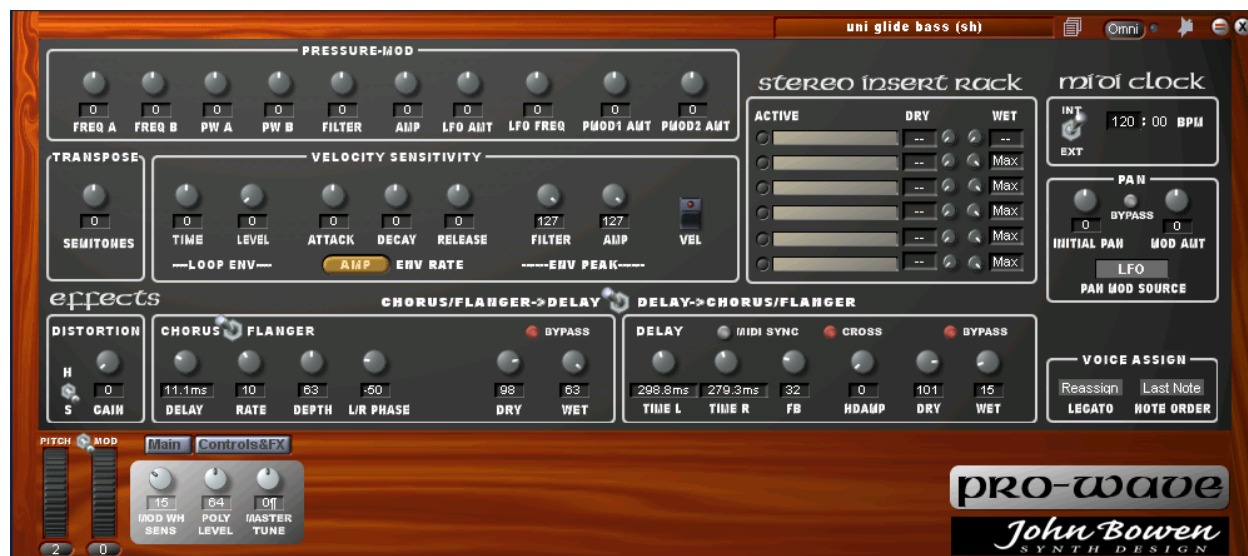 uni glide bass (sh)
Omni
PRESSURE-MOD
0 0 0 0 0 0 0 0 0 0
FREQ A FREQ B PW A PW B FILTER AMP LFO AMT LFO FREQ PMOD1 AMT PMOD2 AMT
TRANSPOSE
0
SEMITONES
VELOCITY SENSITIVITY
0 0 0 0 0 127 127
TIME LEVEL ATTACK DECAY RELEASE FILTER AMP VEL
---LOOP ENV--- AMP ENV RATE -----ENV PEAK-----
stereo insert rack
ACTIVE DRY WET
-- --
-- Max
-- Max
-- Max
-- Max
-- Max
midi clock
INT
120 : 00 BPM
EXT
PAN
BYPASS
0 0
INITIAL PAN MOD AMT
LFO
PAN MOD SOURCE
effects
CHORUS/FLANGER->DELAY DELAY->CHORUS/FLANGER
DISTORTION
H
S
0
GAIN
CHORUS FLANGER BYPASS
11.1ms 10 63 -50 98 63
DELAY RATE DEPTH L/R PHASE DRY WET
DELAY MIDI SYNC CROSS BYPASS
298.8ms 279.3ms 32 0 101 15
TIME L TIME R FB HDAMP DRY WET
VOICE ASSIGN
Reassign Last Note
LEGATO NOTE ORDER
PITCH MOD
2 0
Main Controls&FX
15 64 0¶
MOD WH SENS
POLY LEVEL
MASTER TUNE
pro-wave
John Bowen
SYNTH DESIGN